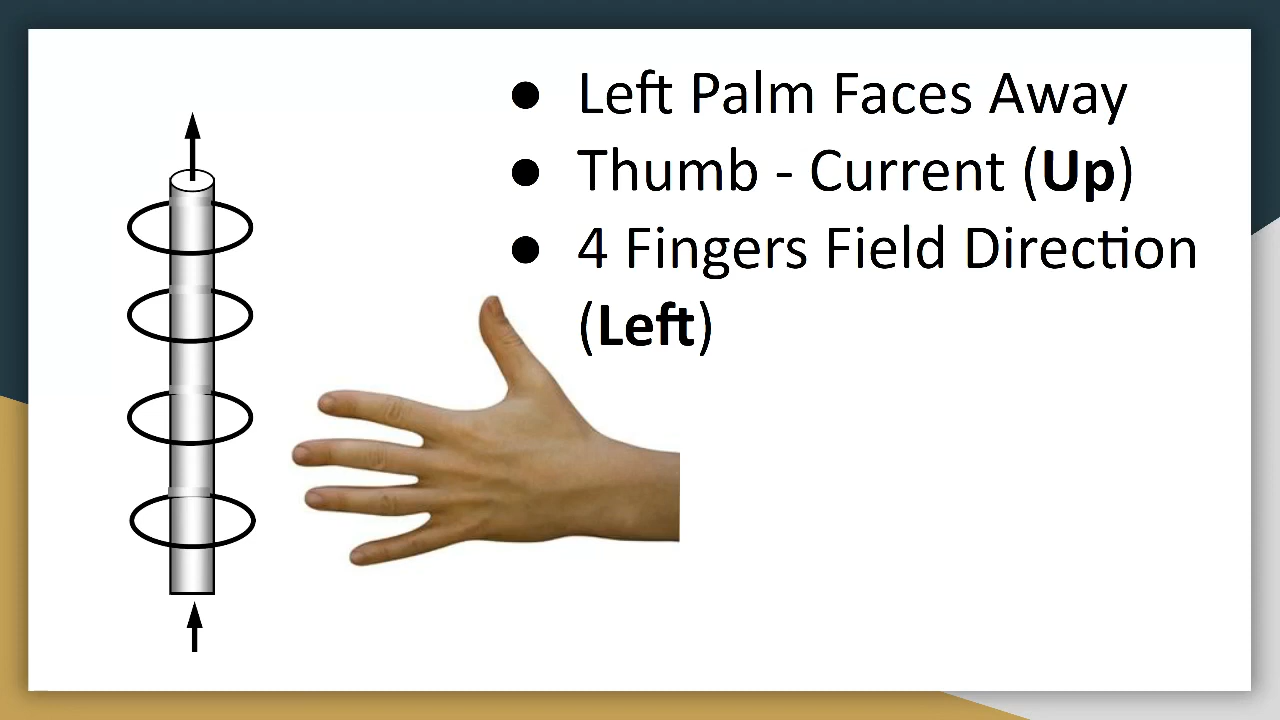 ● Left Palm Faces Away
● Thumb - Current (Up)
● 4 Fingers Field Direction
(Left)